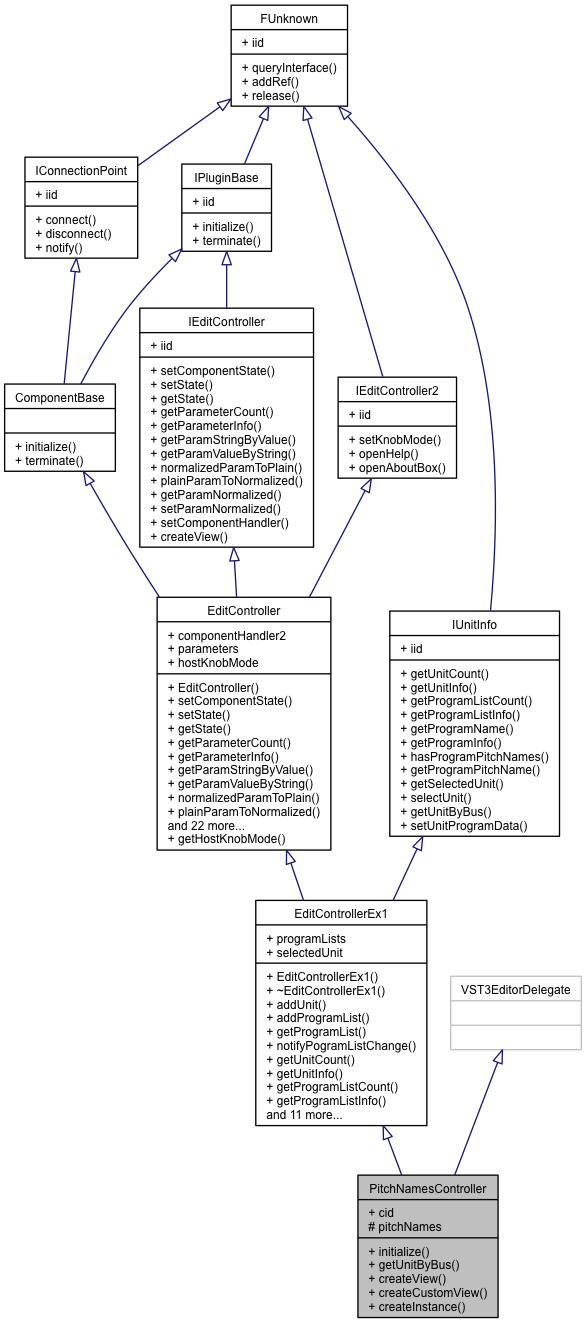 FUnknown
+ iid
+ queryInterface()
+ addRef()
+ release()
IConnectionPoint
+ iid
+ connect()
+ disconnect()
+ notify()
IPluginBase
+ iid
+ initialize()
+ terminate()
IEditController
+ iid
+ setComponentState()
+ setState()
+ getState()
+ getParameterCount()
+ getParameterInfo()
+ getParamStringByValue()
+ getParamValueByString()
+ normalizedParamToPlain()
+ plainParamToNormalized()
+ getParamNormalized()
+ setParamNormalized()
+ setComponentHandler()
+ createView()
IEditController2
+ iid
+ setKnobMode()
+ openHelp()
+ openAboutBox()
ComponentBase
+ initialize()
+ terminate()
EditController
+ componentHandler2
+ parameters
+ hostKnobMode
+ EditController()
+ setComponentState()
+ setState()
+ getState()
+ getParameterCount()
+ getParameterInfo()
+ getParamStringByValue()
+ getParamValueByString()
+ normalizedParamToPlain()
+ plainParamToNormalized()
and 22 more...
+ getHostKnobMode()
IUnitInfo
+ iid
+ getUnitCount()
+ getUnitInfo()
+ getProgramListCount()
+ getProgramListInfo()
+ getProgramName()
+ getProgramInfo()
+ hasProgramPitchNames()
+ getProgramPitchName()
+ getSelectedUnit()
+ selectUnit()
+ getUnitByBus()
+ setUnitProgramData()
EditControllerEx1
+ programLists
+ selectedUnit
+ EditControllerEx1()
+ ~EditControllerEx1()
+ addUnit()
+ addProgramList()
+ getProgramList()
+ notifyPogramListChange()
+ getUnitCount()
+ getUnitInfo()
+ getProgramListCount()
+ getProgramListInfo()
and 11 more...
VST3EditorDelegate
PitchNamesController
+ cid
# pitchNames
+ initialize()
+ getUnitByBus()
+ createView()
+ createCustomView()
+ createInstance()